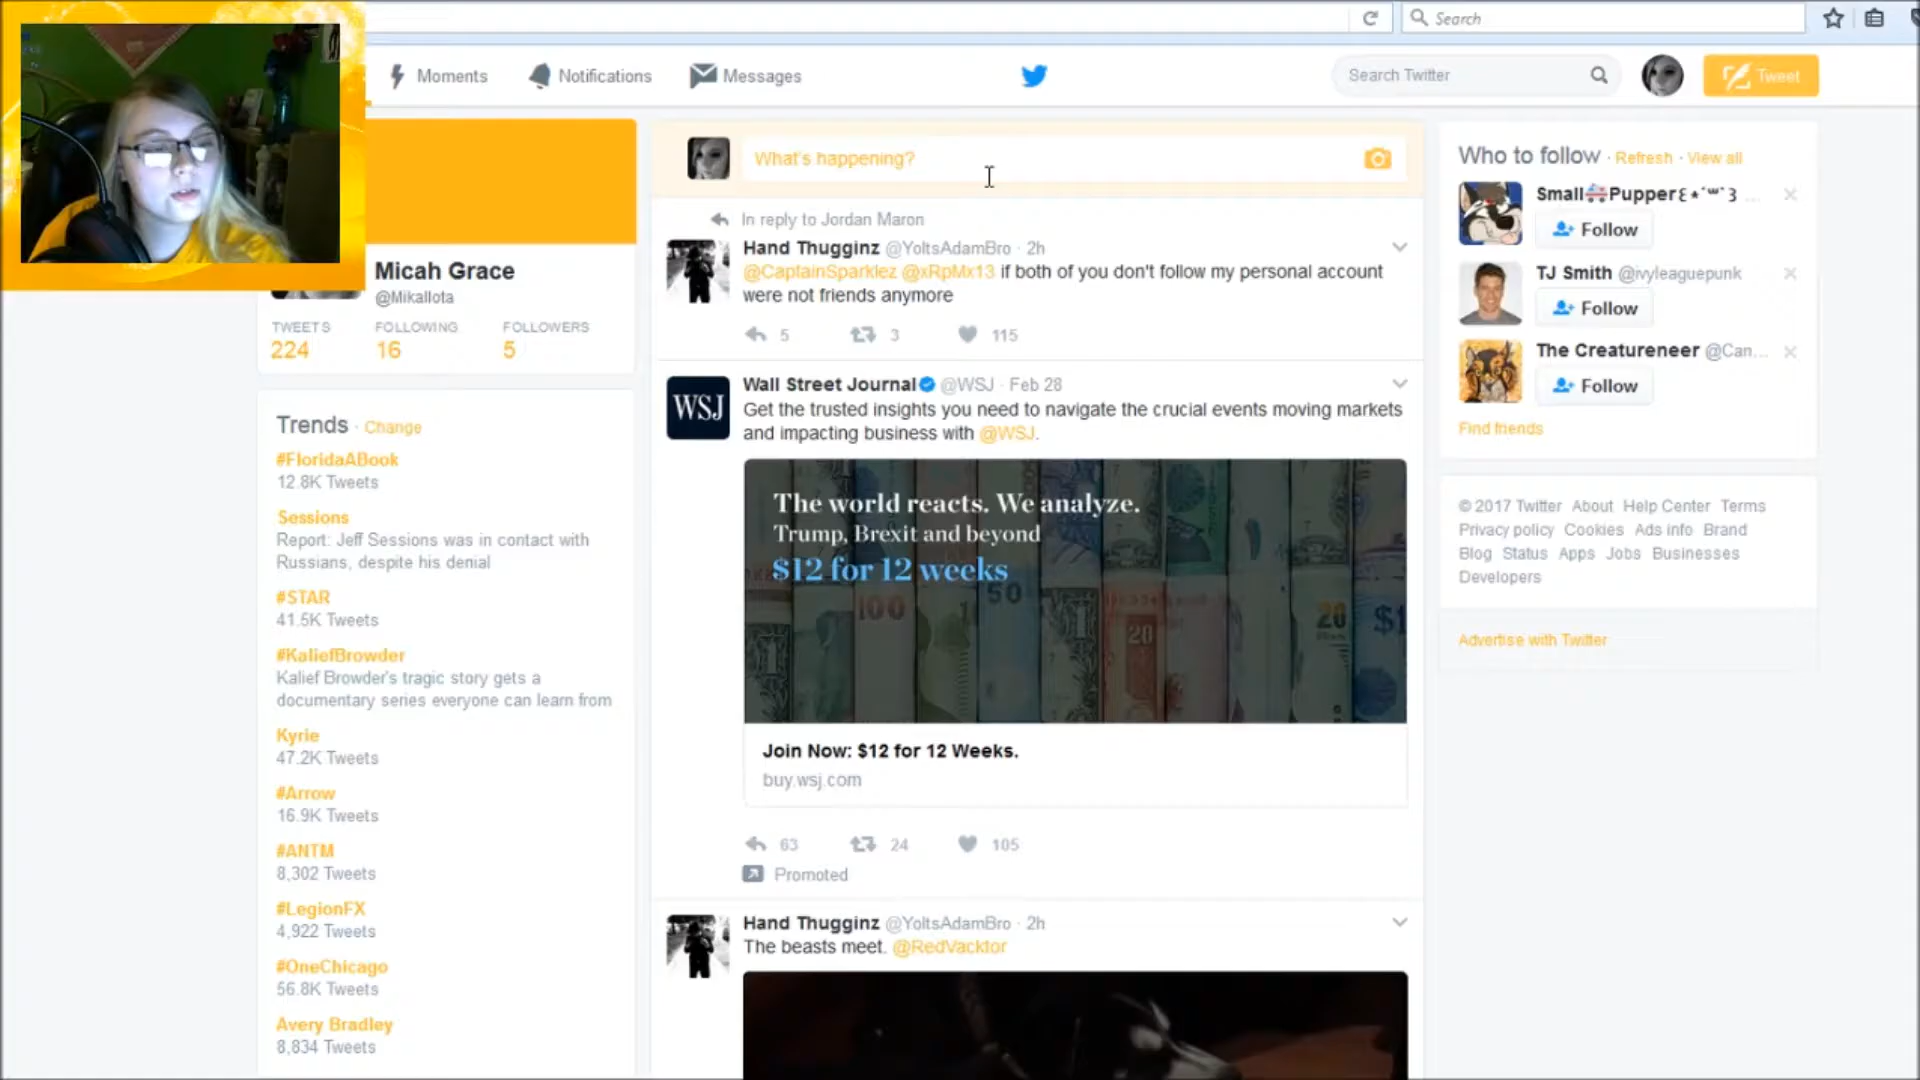 Search
Moments
Notifications
Messages
Search Twitter
Tweet
Micah Grace
@Mikallota
TWEETS FOLLOWING FOLLOWERS
224 16 5
Trends · Change
#FloridaABook
12.8K Tweets
Sessions
Report: Jeff Sessions was in contact with
Russians, despite his denial
#STAR
41.5K Tweets
#KaliefBrowder
Kalief Browder's tragic story gets a
documentary series everyone can learn from
Kyrie
47.2K Tweets
#Arrow
16.9K Tweets
#ANTM
8,302 Tweets
#LegionFX
4,922 Tweets
#OneChicago
56.8K Tweets
Avery Bradley
8,834 Tweets
What's happening?
In reply to Jordan Maron
Hand Thugginz @YoltsAdamBro · 2h
@CaptainSparklez @xRpMx13 if both of you don't follow my personal account
were not friends anymore
5 3 115
Wall Street Journal @WSJ · Feb 28
WSJ
Get the trusted insights you need to navigate the crucial events moving markets
and impacting business with @WSJ.
The world reacts. We analyze.
Trump, Brexit and beyond
$12 for 12 weeks
100
50
20
20
$1
Join Now: $12 for 12 Weeks.
buy.wsj.com
63 24 105
Promoted
Hand Thugginz @YoltsAdamBro · 2h
The beasts meet. @RedVacktor
Who to follow · Refresh · View all
Small🚑Pupper꒰⋆´꒳`꒱ ...
Follow
TJ Smith @ivyleaguepunk
Follow
The Creatureneer @Can...
Follow
Find friends
© 2017 Twitter About Help Center Terms
Privacy policy Cookies Ads info Brand
Blog Status Apps Jobs Businesses
Developers
Advertise with Twitter